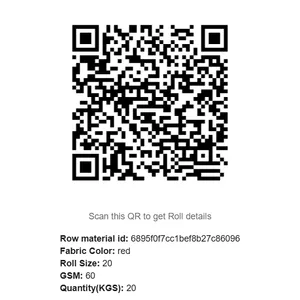 Scan this QR to get Roll details
Row material id: 6895f0f7cc1bef8b27c86096
Fabric Color: red
Roll Size: 20
GSM: 60
Quantity(KGS): 20